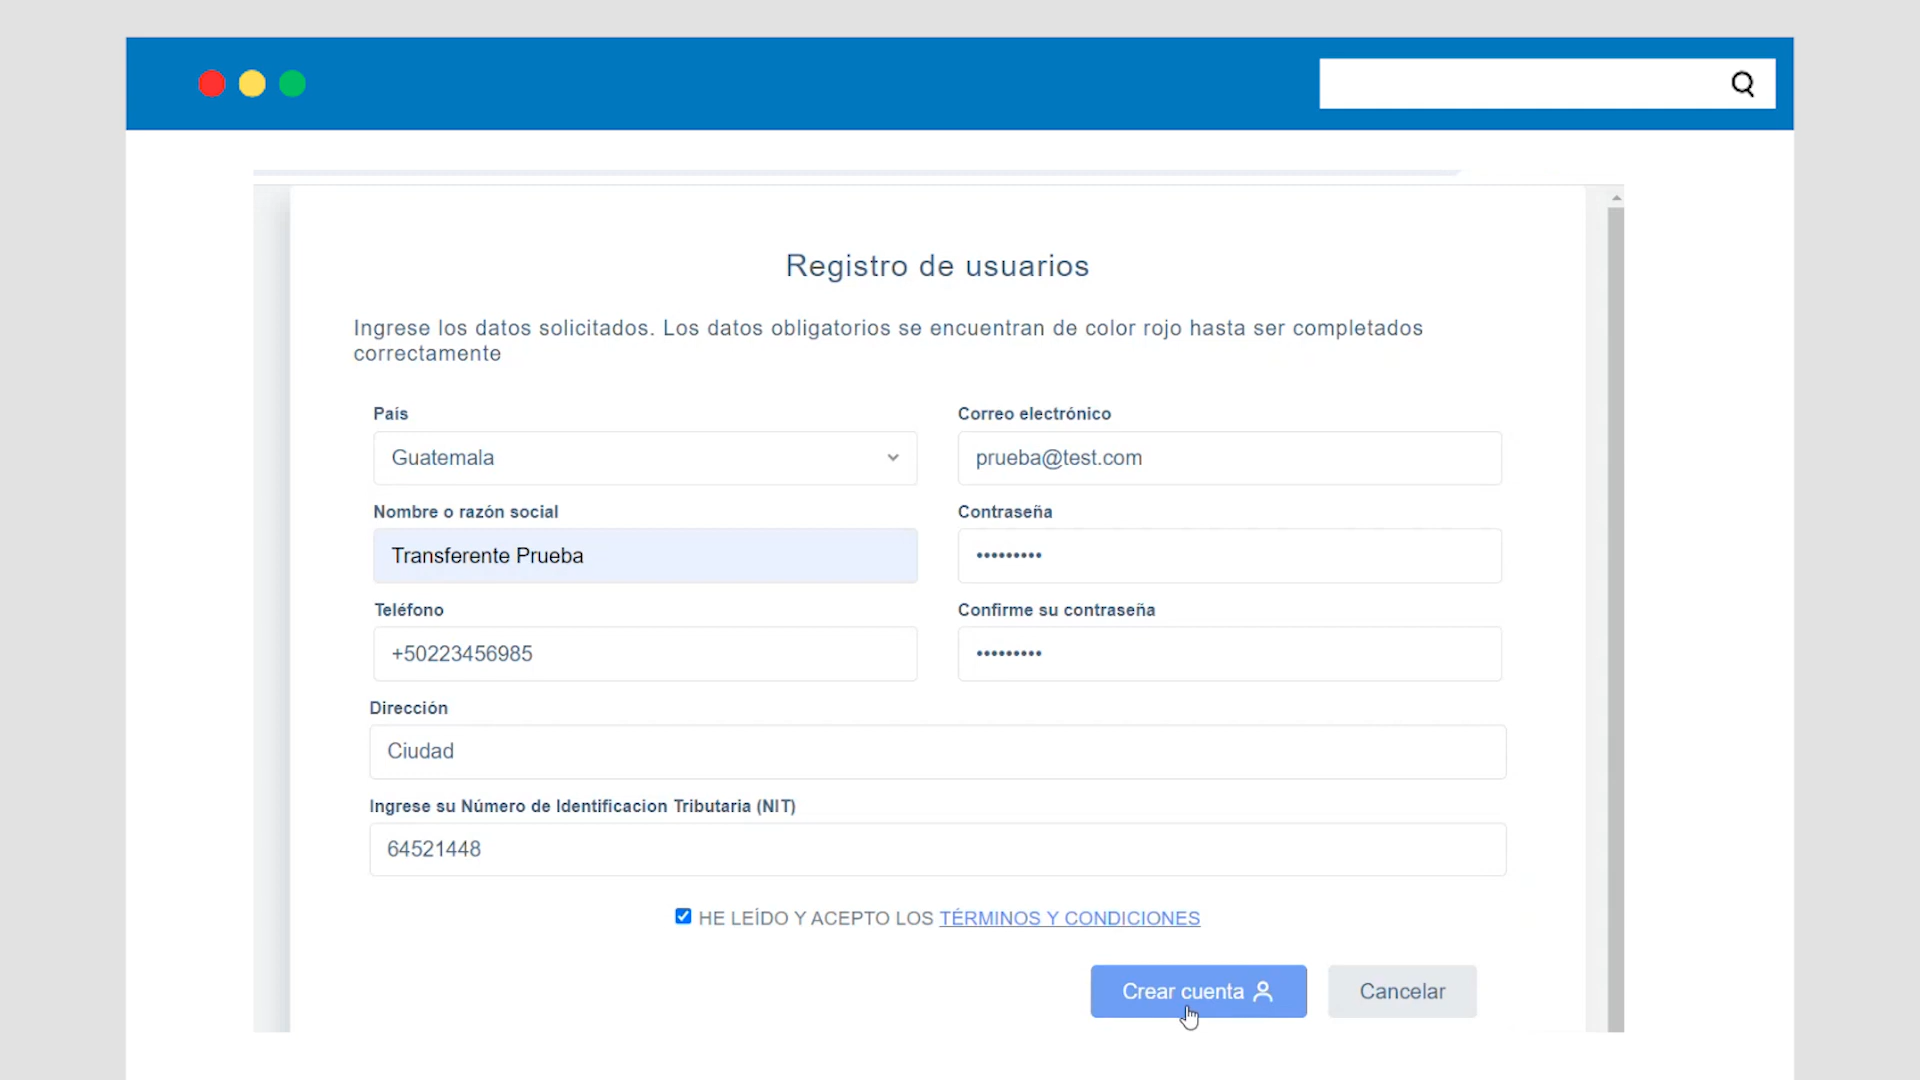 Registro de usuarios
Ingrese los datos solicitados. Los datos obligatorios se encuentran de color rojo hasta ser completados
correctamente
País
Guatemala
Correo electrónico
prueba@test.com
Nombre o razón social
Transferente Prueba
Contraseña
•••••••••
Teléfono
+50223456985
Confirme su contraseña
•••••••••
Dirección
Ciudad
Ingrese su Número de Identificacion Tributaria (NIT)
64521448
HE LEÍDO Y ACEPTO LOS TÉRMINOS Y CONDICIONES
Crear cuenta
Cancelar